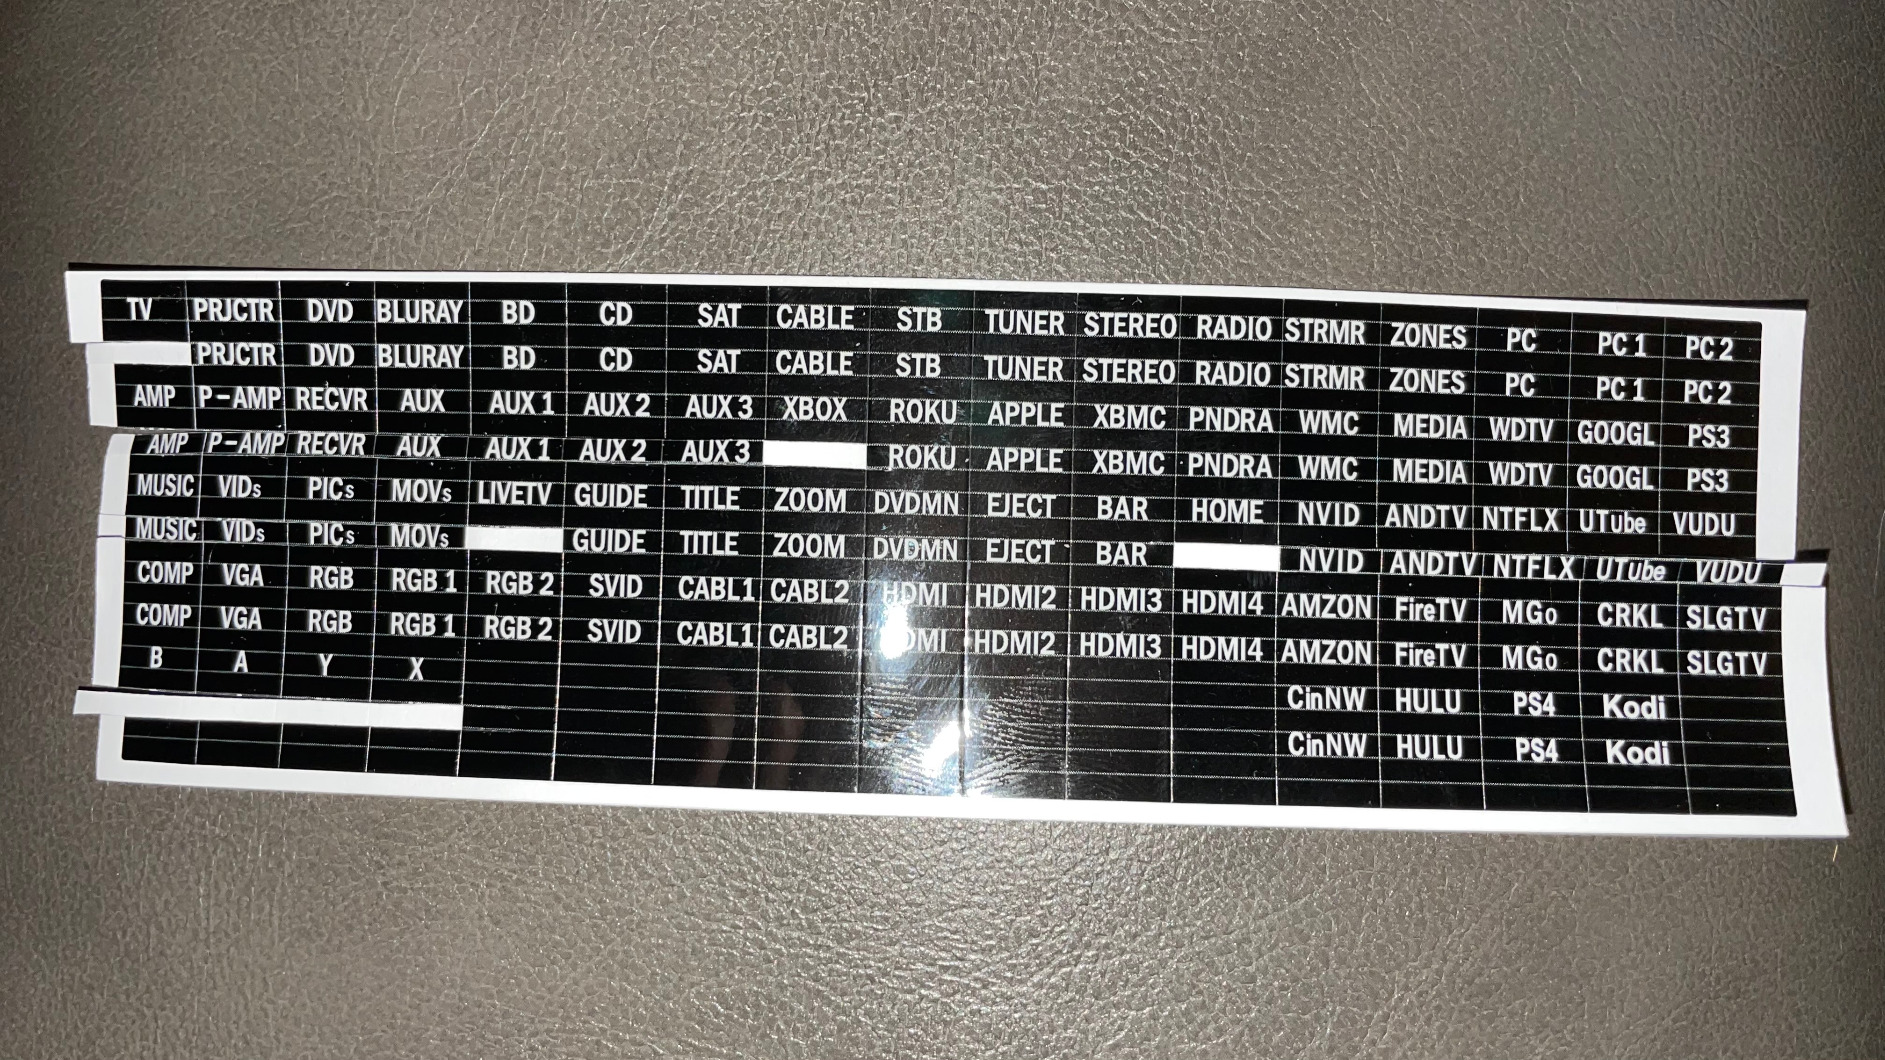 TV PRJCTR DVD BLURAY BD CD SAT CABLE STB TUNER STEREO RADIO STRMR ZONES PC PC 1 PC 2
PRJCTR DVD BLURAY BD CD SAT CABLE STB TUNER STEREO RADIO STRMR ZONES PC PC 1 PC 2
AMP P-AMP RECVR AUX AUX 1 AUX 2 AUX 3 XBOX ROKU APPLE XBMC PNDRA WMC MEDIA WDTV GOOGL PS3
AMP P-AMP RECVR AUX AUX 1 AUX 2 AUX 3 ROKU APPLE XBMC PNDRA WMC MEDIA WDTV GOOGL PS3
MUSIC VIDs PICs MOVs LIVETV GUIDE TITLE ZOOM DVDMN EJECT BAR HOME NVID ANDTV NTFLX UTube VUDU
MUSIC VIDs PICs MOVs GUIDE TITLE ZOOM DVDMN EJECT BAR NVID ANDTV NTFLX UTube VUDU
COMP VGA RGB RGB 1 RGB 2 SVID CABL1 CABL2 HDMI HDMI2 HDMI3 HDMI4 AMZON FireTV MGo CRKL SLGTV
COMP VGA RGB RGB 1 RGB 2 SVID CABL1 CABL2 HDMI HDMI2 HDMI3 HDMI4 AMZON FireTV MGo CRKL SLGTV
B A Y X CinNW HULU PS4 Kodi
CinNW HULU PS4 Kodi